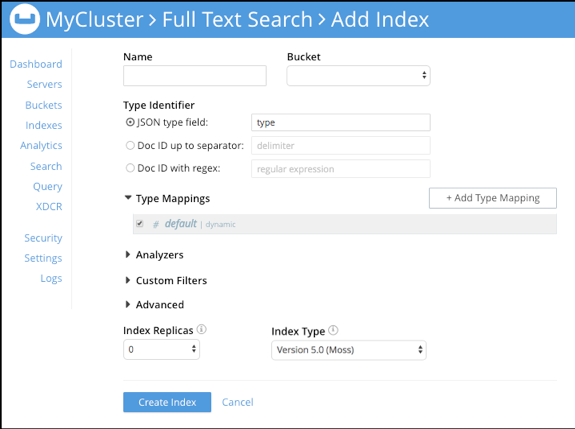 MyCluster > Full Text Search > Add Index
Dashboard
Servers
Buckets
Indexes
Analytics
Search
Query
XDCR
Security
Settings
Logs
Name
Bucket
Type Identifier
JSON type field:
type
Doc ID up to separator:
delimiter
Doc ID with regex:
regular expression
Type Mappings
+ Add Type Mapping
# default | dynamic
Analyzers
Custom Filters
Advanced
Index Replicas
Index Type
0
Version 5.0 (Moss)
Create Index
Cancel